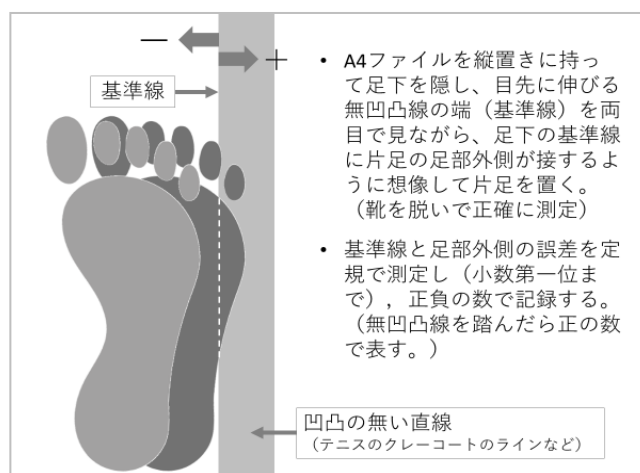 —
+
基準線
• A4ファイルを縦置きに持っ
て足下を隠し、目先に伸びる
無凹凸線の端（基準線）を両
目で見ながら、足下の基準線
に片足の足部外側が接するよ
うに想像して片足を置く。
（靴を脱いで正確に測定）
• 基準線と足部外側の誤差を定
規で測定し（小数第一位ま
で）, 正負の数で記録する。
（無凹凸線を踏んだら正の数
で表す。）
凹凸の無い直線
（テニスのクレーコートのラインなど）